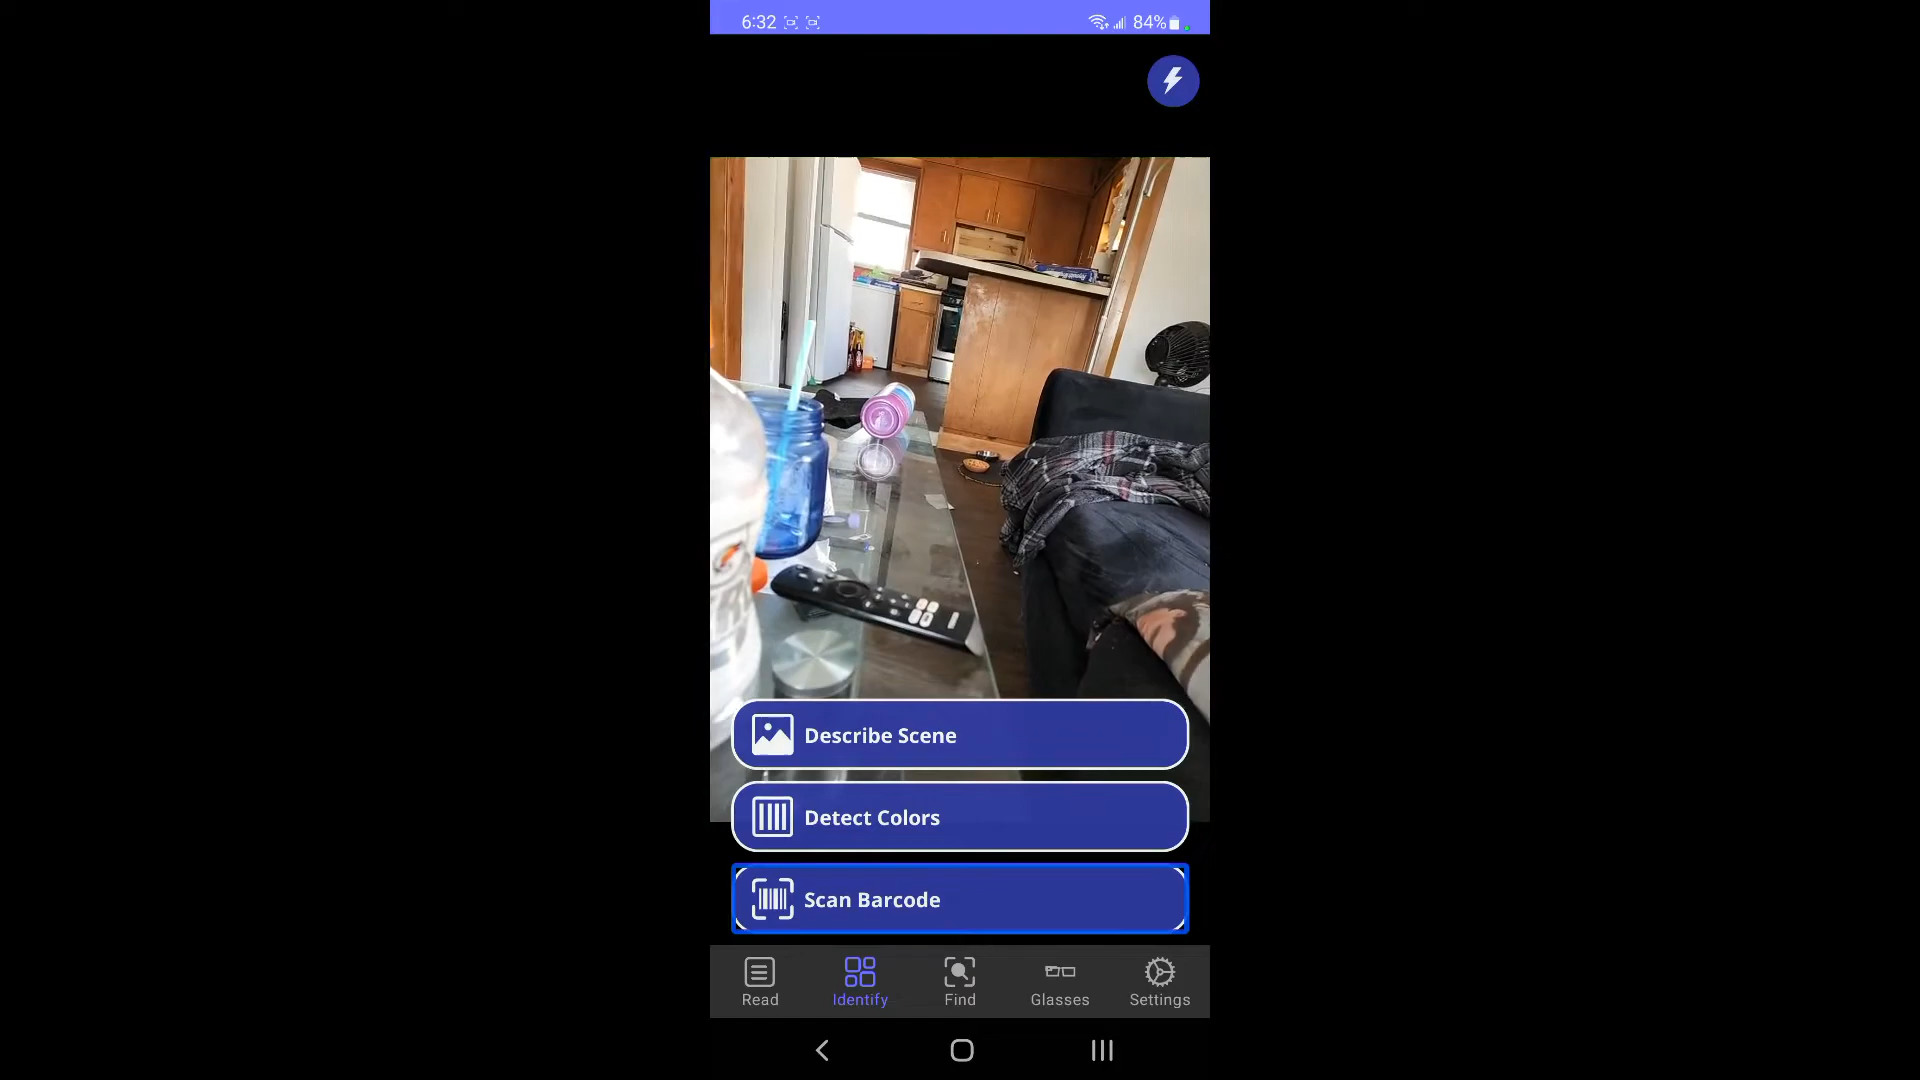 6:32 84%
Describe Scene
Detect Colors
Scan Barcode
Read Identify Find Glasses Settings